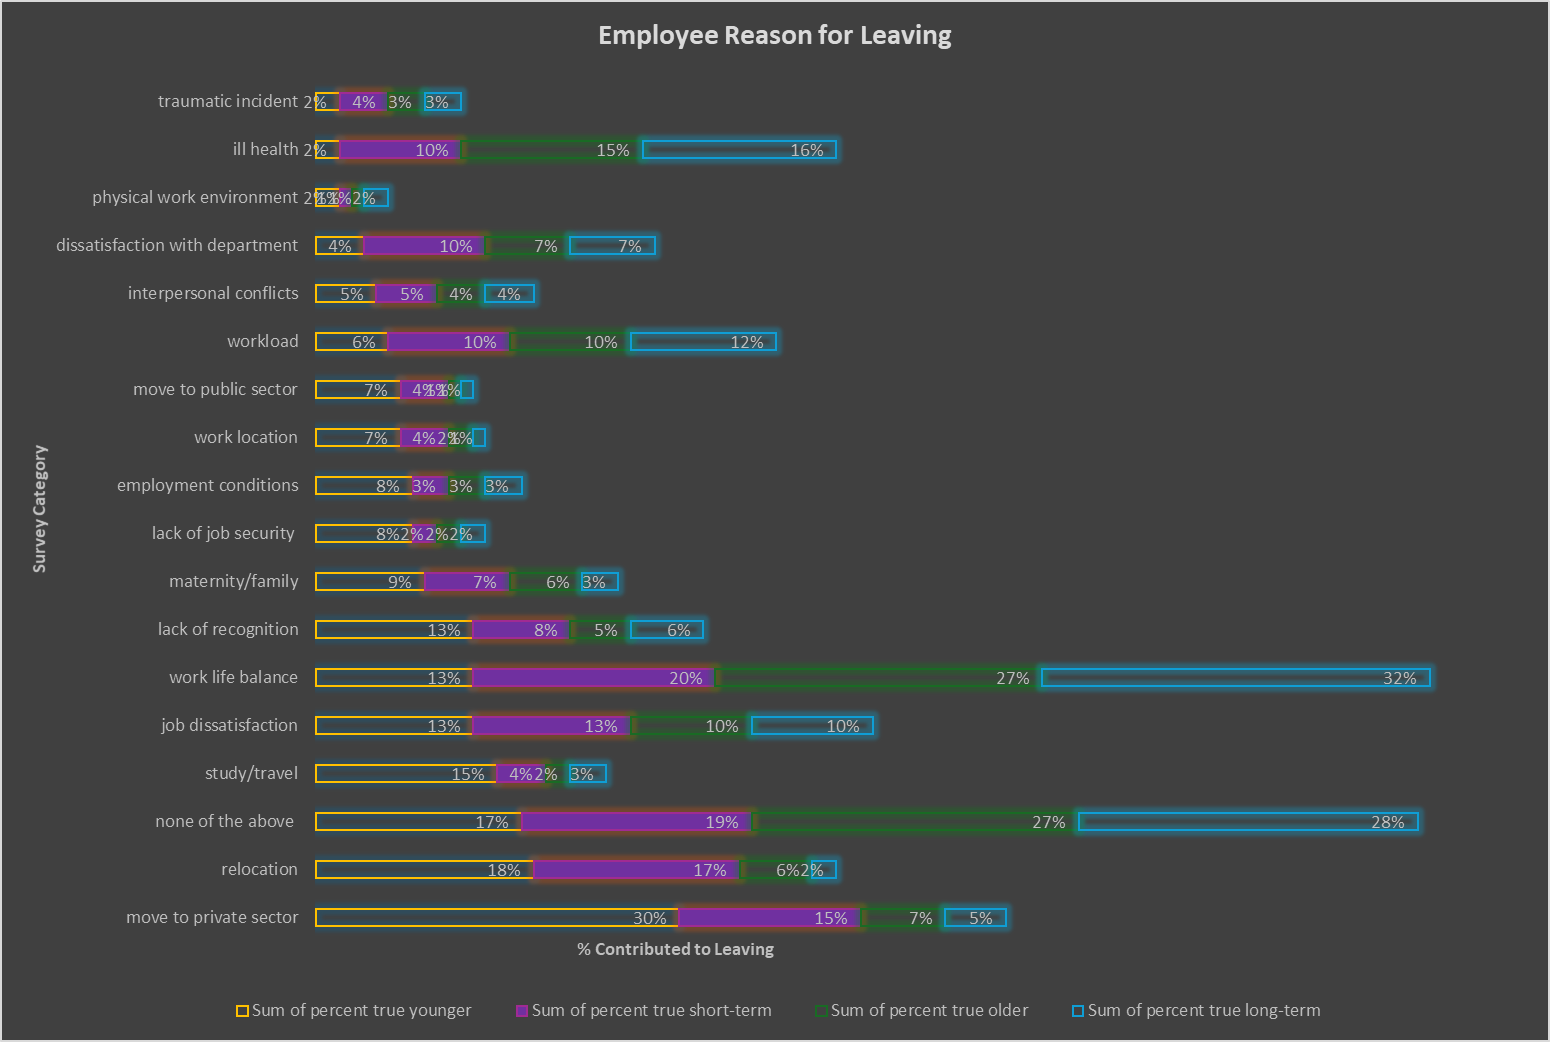 Employee Reason for Leaving
traumatic incident 2% 4% 3% 3%
ill health 2% 10% 15% 16%
physical work environment 2% 1% 1% 2%
dissatisfaction with department 4% 10% 7% 7%
interpersonal conflicts 5% 5% 4% 4%
workload 6% 10% 10% 12%
move to public sector 7% 4% 1% 1%
work location 7% 4% 2% 1%
employment conditions 8% 3% 3% 3%
lack of job security 8% 2% 2% 2%
maternity/family 9% 7% 6% 3%
lack of recognition 13% 8% 5% 6%
work life balance 13% 20% 27% 32%
job dissatisfaction 13% 13% 10% 10%
study/travel 15% 4% 2% 3%
none of the above 17% 19% 27% 28%
relocation 18% 17% 6% 2%
move to private sector 30% 15% 7% 5%
Survey Category
% Contributed to Leaving
Sum of percent true younger Sum of percent true short-term Sum of percent true older Sum of percent true long-term